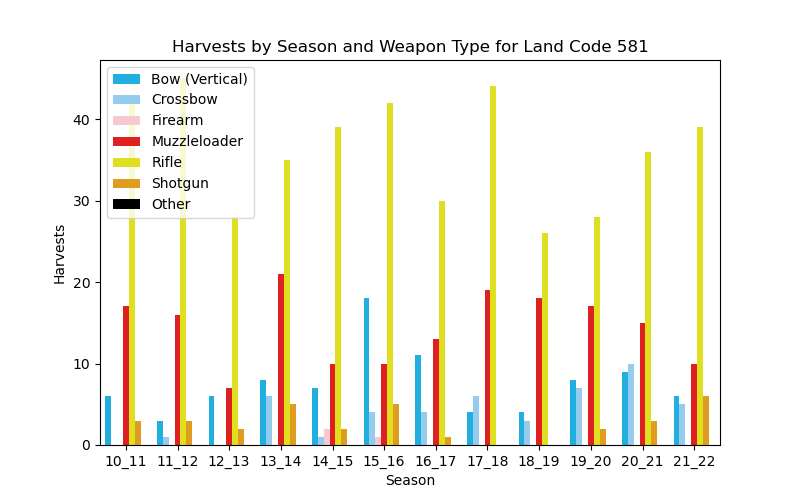 Harvests by Season and Weapon Type for Land Code 581
Bow (Vertical)
Crossbow
Firearm
Muzzleloader
Rifle
Shotgun
Other
Harvests
40
30
20
10
0
10_11 11_12 12_13 13_14 14_15 15_16 16_17 17_18 18_19 19_20 20_21 21_22
Season